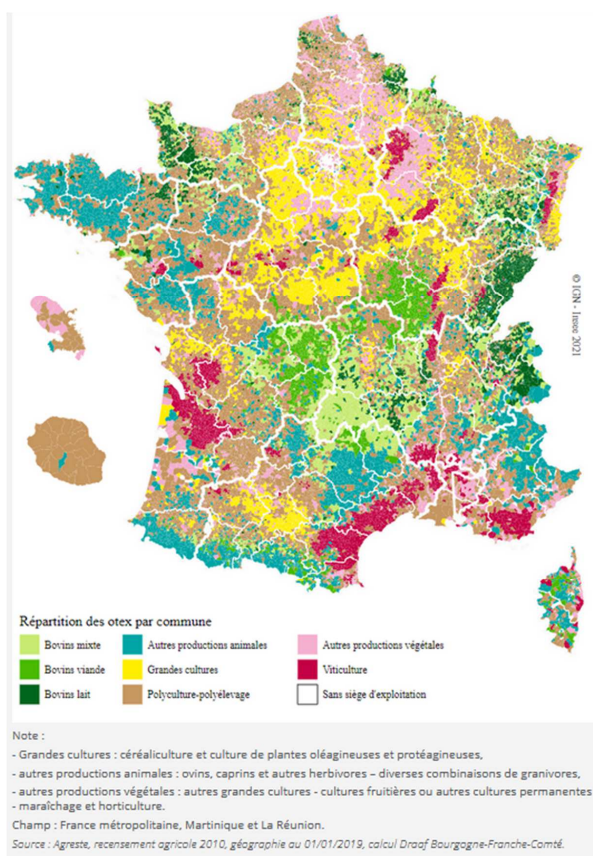 © IGN - Insee 2021
Répartition des otex par commune
Bovins mixte
Autres productions animales
Autres productions végétales
Bovins viande
Grandes cultures
Viticulture
Bovins lait
Polyculture-polyélevage
Sans siège d'exploitation
Note :
- Grandes cultures : céréaliculture et culture de plantes oléagineuses et protéagineuses,
- autres productions animales : ovins, caprins et autres herbivores – diverses combinaisons de granivores,
- autres productions végétales : autres grandes cultures - cultures fruitières ou autres cultures permanentes
- maraîchage et horticulture.
Champ : France métropolitaine, Martinique et La Réunion.
Source : Agreste, recensement agricole 2010, géographie au 01/01/2019, calcul Draaf Bourgogne-Franche-Comté.